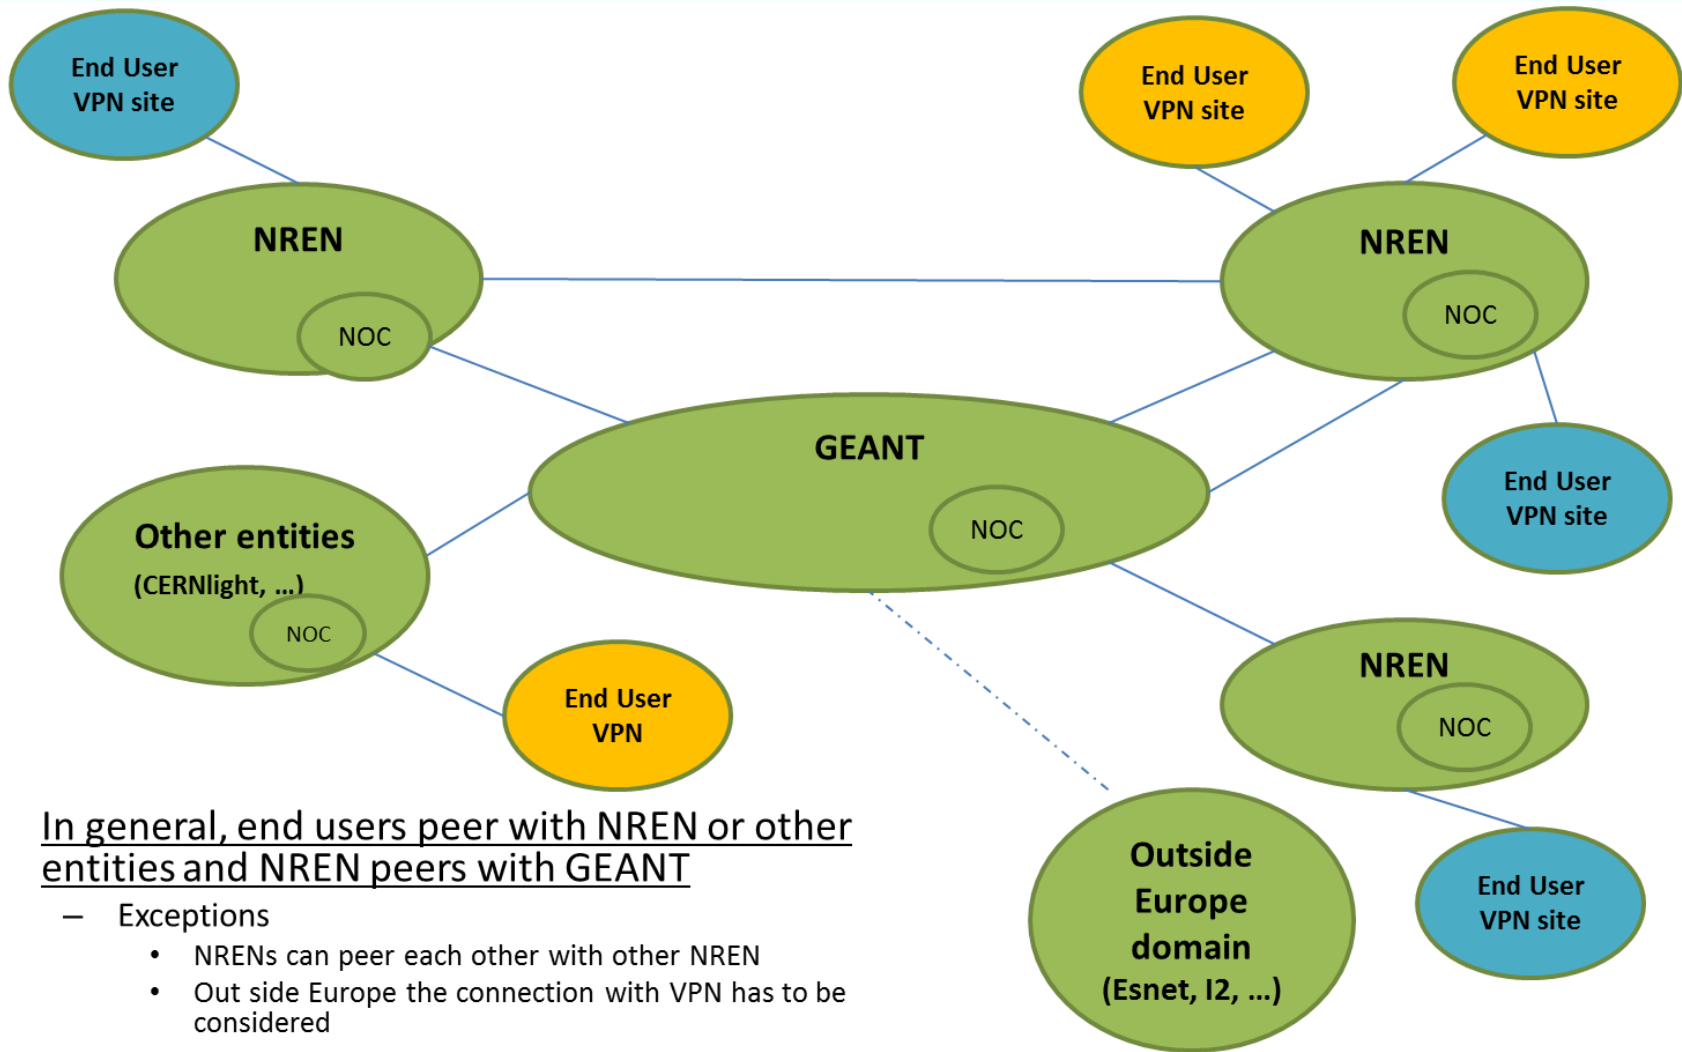 End User
VPN site
End User
VPN site
End User
VPN site
NREN
NOC
NREN
NOC
GEANT
NOC
End User
VPN site
Other entities
(CERNlight, ...)
NOC
End User
VPN
NREN
NOC
In general, end users peer with NREN or other
entities and NREN peers with GEANT
– Exceptions
• NRENs can peer each other with other NREN
• Out side Europe the connection with VPN has to be
considered
Outside
Europe
domain
(Esnet, I2, ...)
End User
VPN site